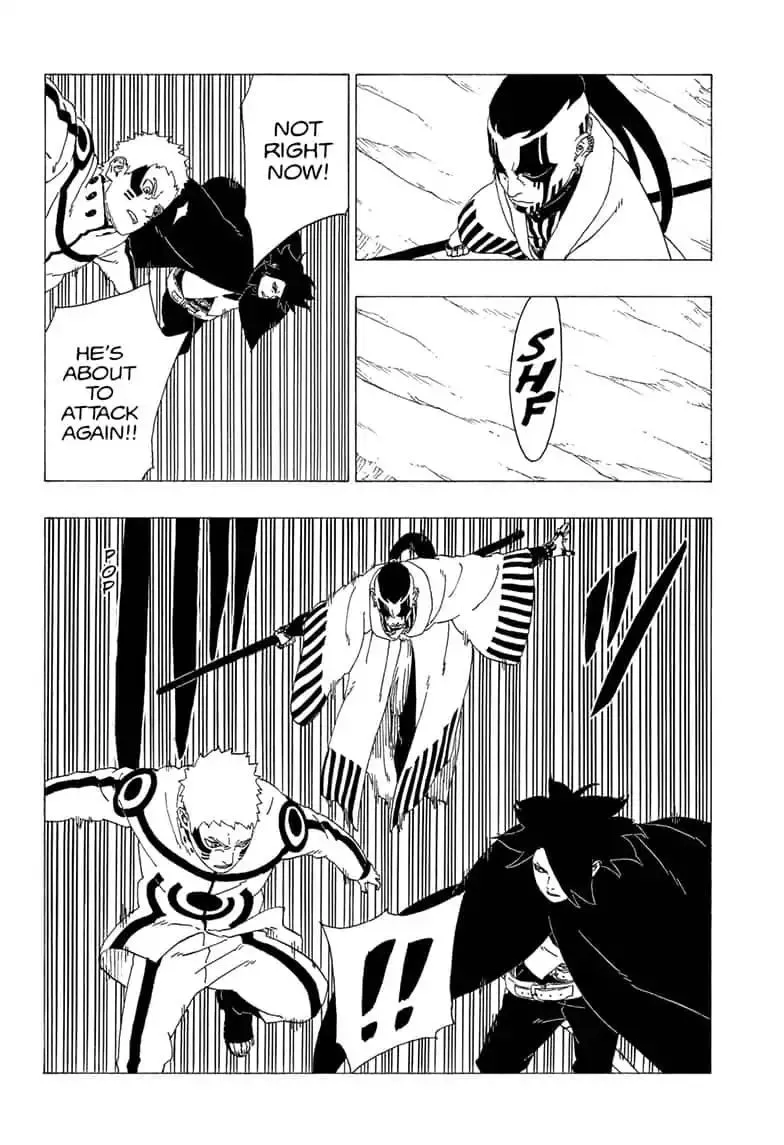 SHF
NOT
RIGHT
NOW!
HE'S
ABOUT
TO
ATTACK
AGAIN!!
!!
POP
!!